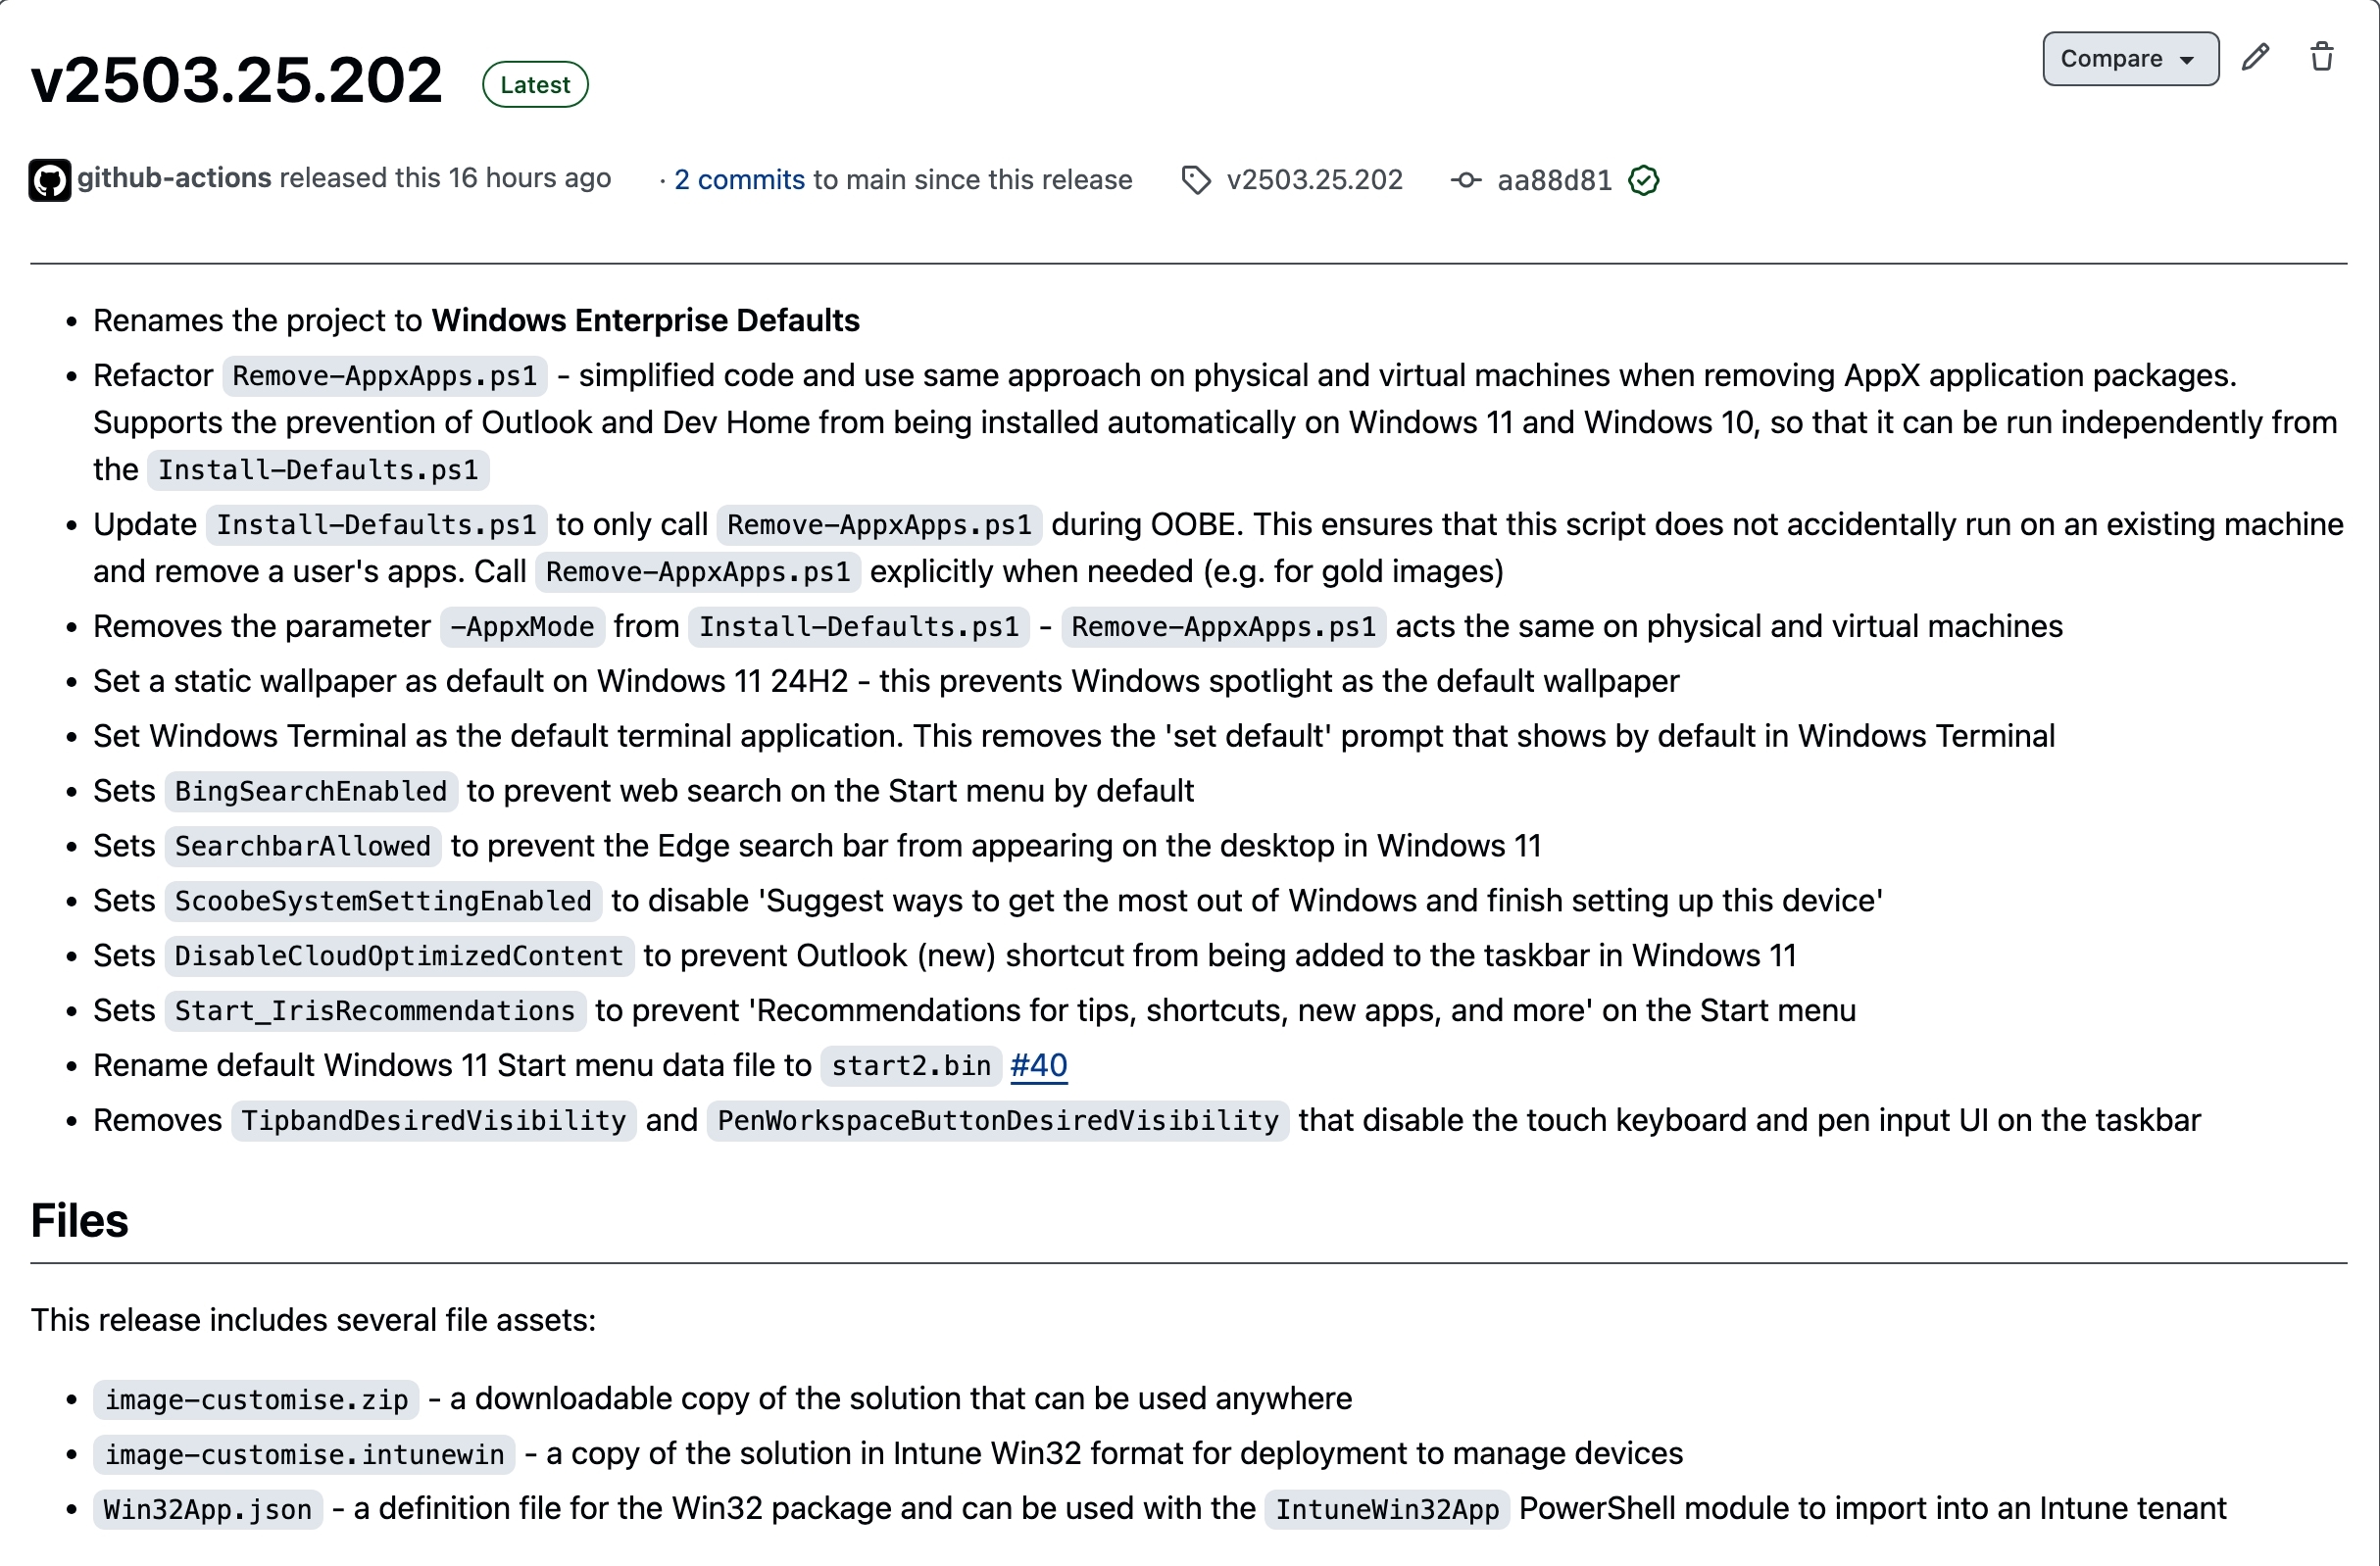 v2503.25.202 Latest Compare
github-actions released this 16 hours ago · 2 commits to main since this release v2503.25.202 aa88d81
• Renames the project to Windows Enterprise Defaults
• Refactor Remove-AppxApps.ps1 - simplified code and use same approach on physical and virtual machines when removing AppX application packages.
Supports the prevention of Outlook and Dev Home from being installed automatically on Windows 11 and Windows 10, so that it can be run independently from
the Install-Defaults.ps1
• Update Install-Defaults.ps1 to only call Remove-AppxApps.ps1 during OOBE. This ensures that this script does not accidentally run on an existing machine
and remove a user's apps. Call Remove-AppxApps.ps1 explicitly when needed (e.g. for gold images)
• Removes the parameter -AppxMode from Install-Defaults.ps1 - Remove-AppxApps.ps1 acts the same on physical and virtual machines
• Set a static wallpaper as default on Windows 11 24H2 - this prevents Windows spotlight as the default wallpaper
• Set Windows Terminal as the default terminal application. This removes the 'set default' prompt that shows by default in Windows Terminal
• Sets BingSearchEnabled to prevent web search on the Start menu by default
• Sets SearchbarAllowed to prevent the Edge search bar from appearing on the desktop in Windows 11
• Sets ScoobeSystemSettingEnabled to disable 'Suggest ways to get the most out of Windows and finish setting up this device'
• Sets DisableCloudOptimizedContent to prevent Outlook (new) shortcut from being added to the taskbar in Windows 11
• Sets Start_IrisRecommendations to prevent 'Recommendations for tips, shortcuts, new apps, and more' on the Start menu
• Rename default Windows 11 Start menu data file to start2.bin #40
• Removes TipbandDesiredVisibility and PenWorkspaceButtonDesiredVisibility that disable the touch keyboard and pen input UI on the taskbar
Files
This release includes several file assets:
• image-customise.zip - a downloadable copy of the solution that can be used anywhere
• image-customise.intunewin - a copy of the solution in Intune Win32 format for deployment to manage devices
• Win32App.json - a definition file for the Win32 package and can be used with the IntuneWin32App PowerShell module to import into an Intune tenant